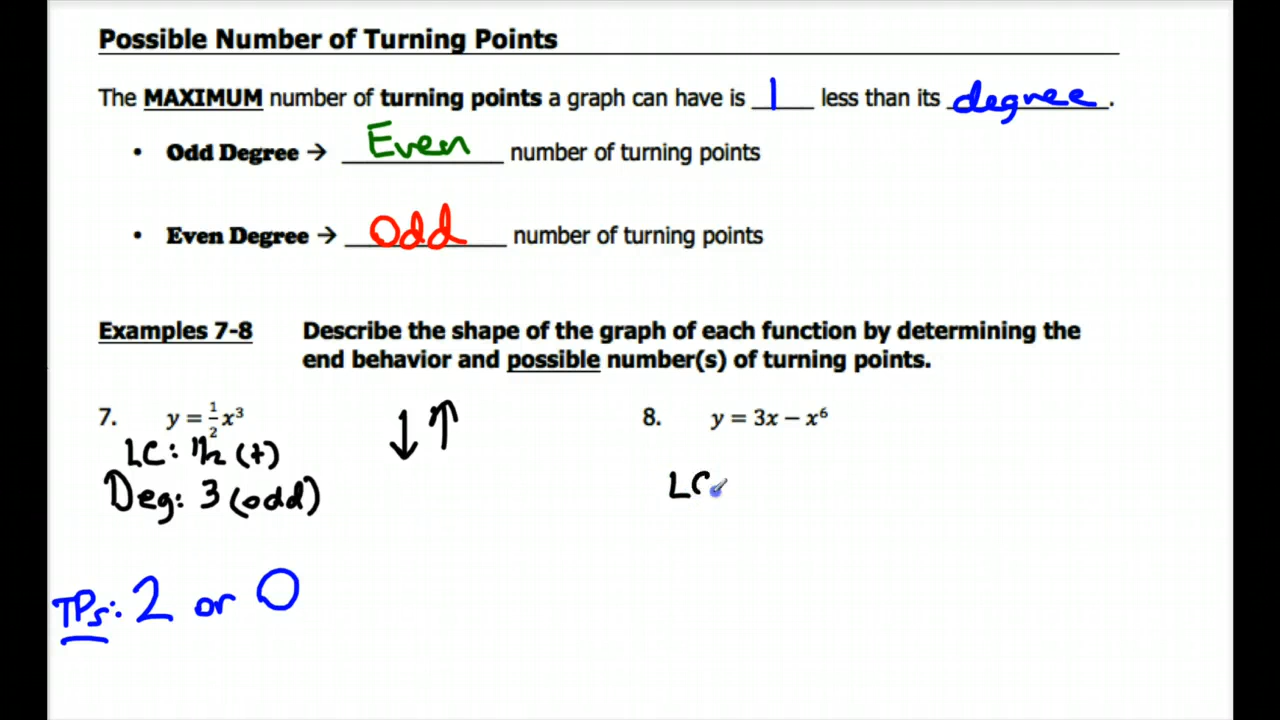 Possible Number of Turning Points
The MAXIMUM number of turning points a graph can have is 1 less than its degree.
• Odd Degree → Even number of turning points
• Even Degree → Odd number of turning points
Examples 7-8 Describe the shape of the graph of each function by determining the
end behavior and possible number(s) of turning points.
7. y = 1/2 x³ ↓ ↑
LC: 1/2 (+)
Deg: 3 (odd)
TPs: 2 or 0
8. y = 3x − x⁶
LC